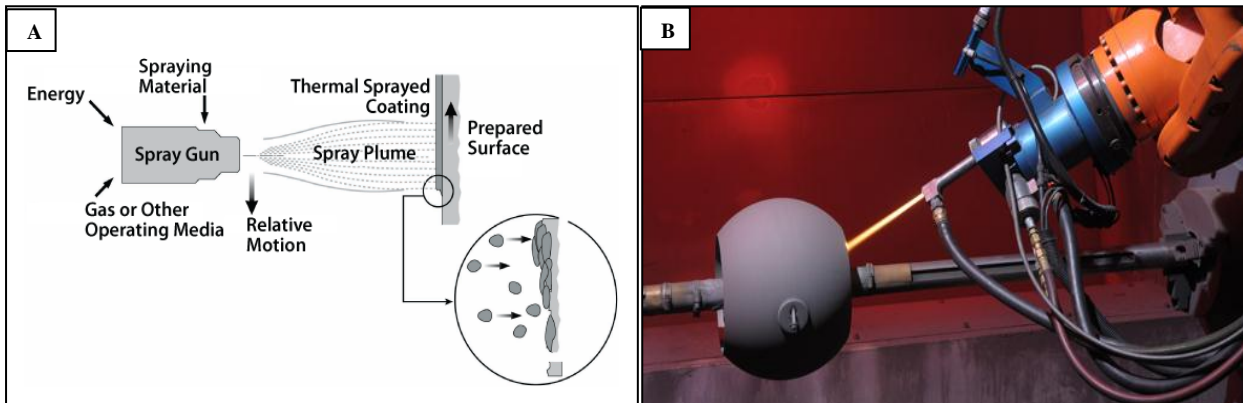 A
Spraying
Material
Energy
Thermal Sprayed
Coating
Spray Gun
Spray Plume
Prepared
Surface
Gas or Other
Operating Media
Relative
Motion
B